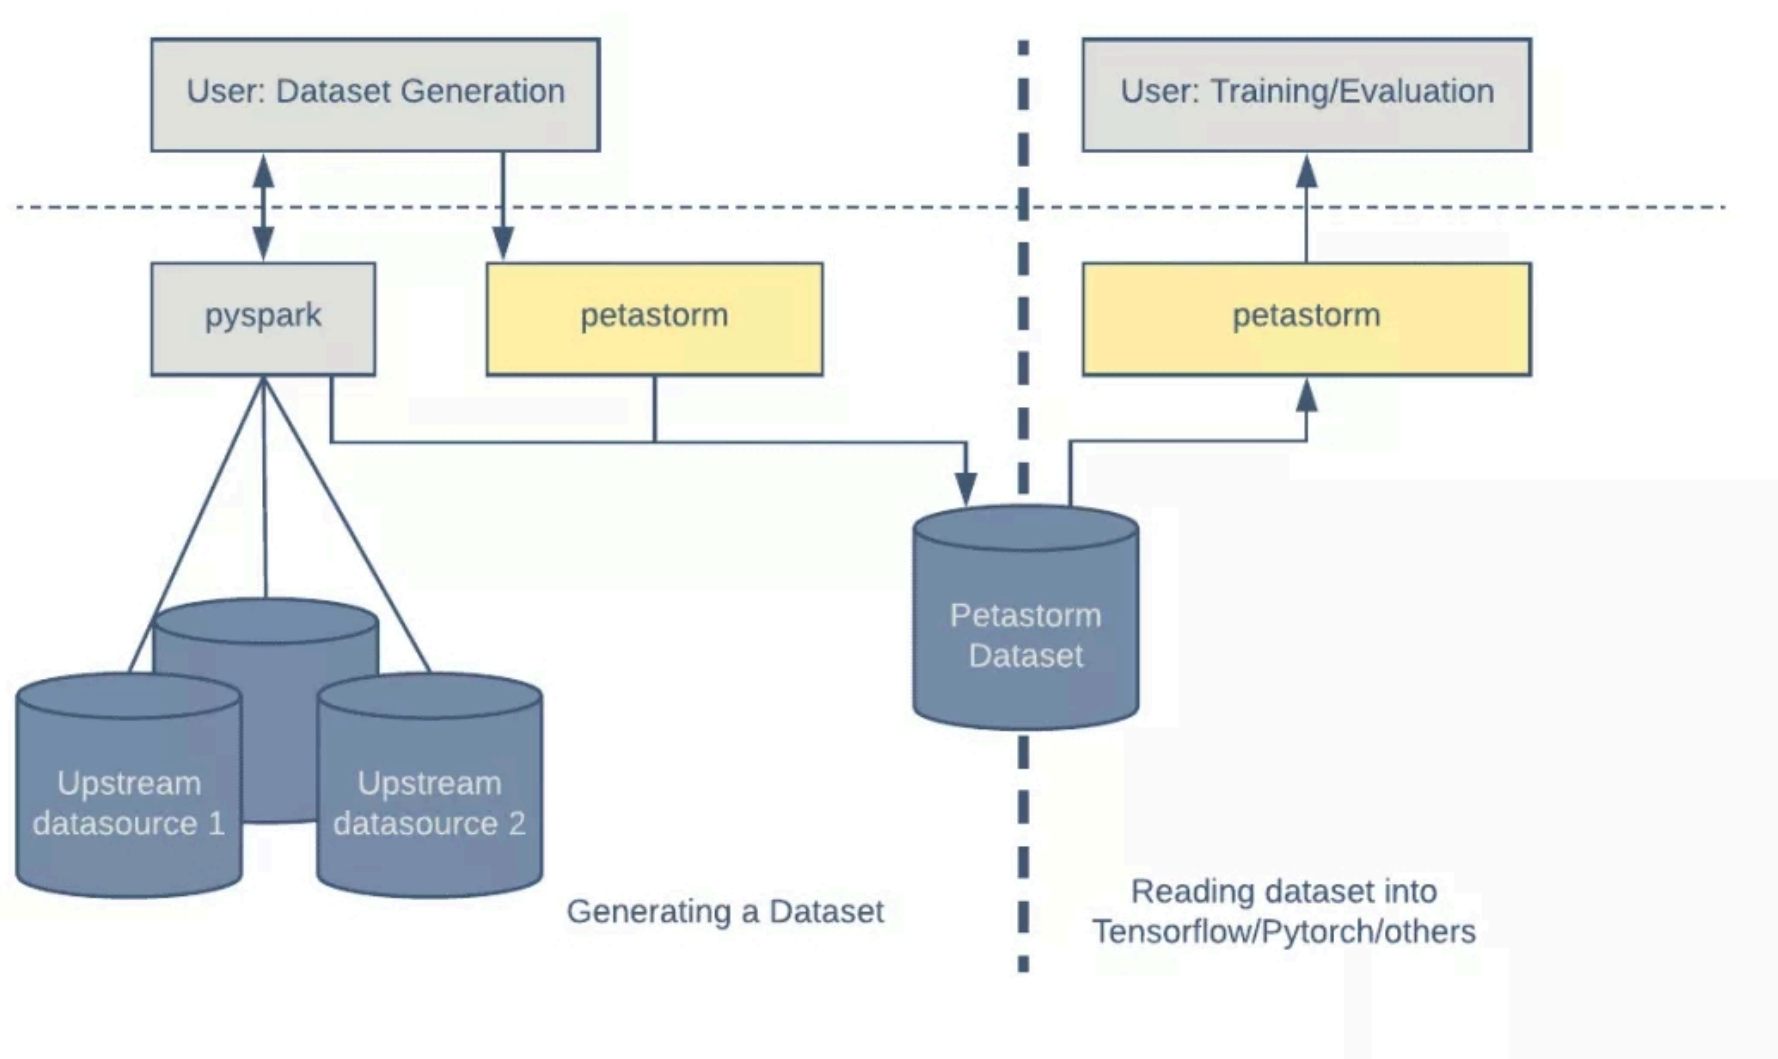 User: Dataset Generation
User: Training/Evaluation
pyspark
petastorm
petastorm
Petastorm
Dataset
Upstream
datasource 1
Upstream
datasource 2
Generating a Dataset
Reading dataset into
Tensorflow/Pytorch/others